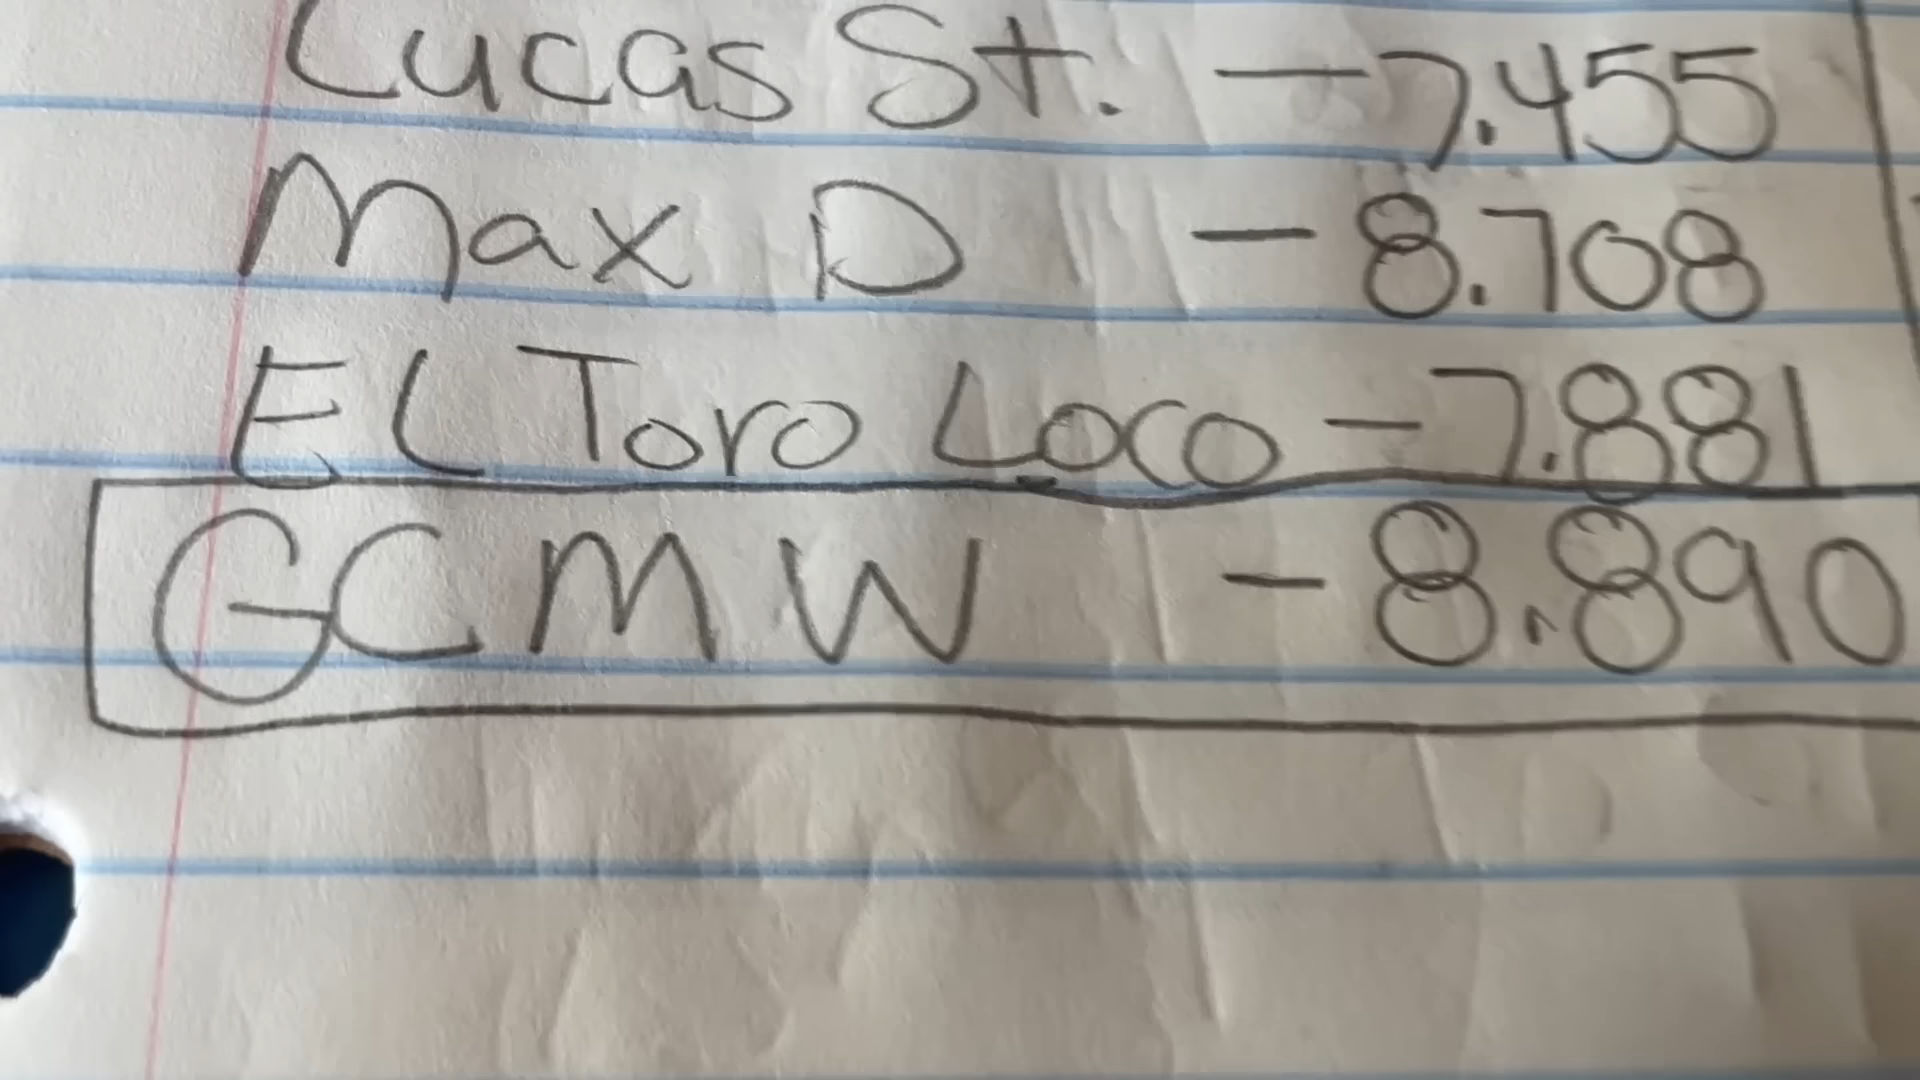 Lucas St. - 7.455
Max D - 8.708
EL Toro Loco - 7.881
GCMW - 8.890